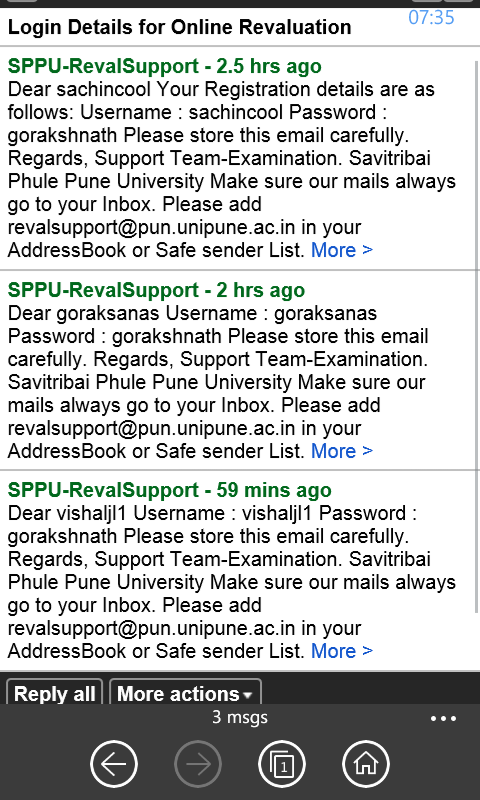 07:35
Login Details for Online Revaluation
SPPU-RevalSupport - 2.5 hrs ago
Dear sachincool Your Registration details are as
follows: Username : sachincool Password :
gorakshnath Please store this email carefully.
Regards, Support Team-Examination. Savitribai
Phule Pune University Make sure our mails always
go to your Inbox. Please add
revalsupport@pun.unipune.ac.in in your
AddressBook or Safe sender List. More >
SPPU-RevalSupport - 2 hrs ago
Dear goraksanas Username : goraksanas
Password : gorakshnath Please store this email
carefully. Regards, Support Team-Examination.
Savitribai Phule Pune University Make sure our
mails always go to your Inbox. Please add
revalsupport@pun.unipune.ac.in in your
AddressBook or Safe sender List. More >
SPPU-RevalSupport - 59 mins ago
Dear vishaljl1 Username : vishaljl1 Password :
gorakshnath Please store this email carefully.
Regards, Support Team-Examination. Savitribai
Phule Pune University Make sure our mails always
go to your Inbox. Please add
revalsupport@pun.unipune.ac.in in your
AddressBook or Safe sender List. More >
Reply all More actions
3 msgs
1